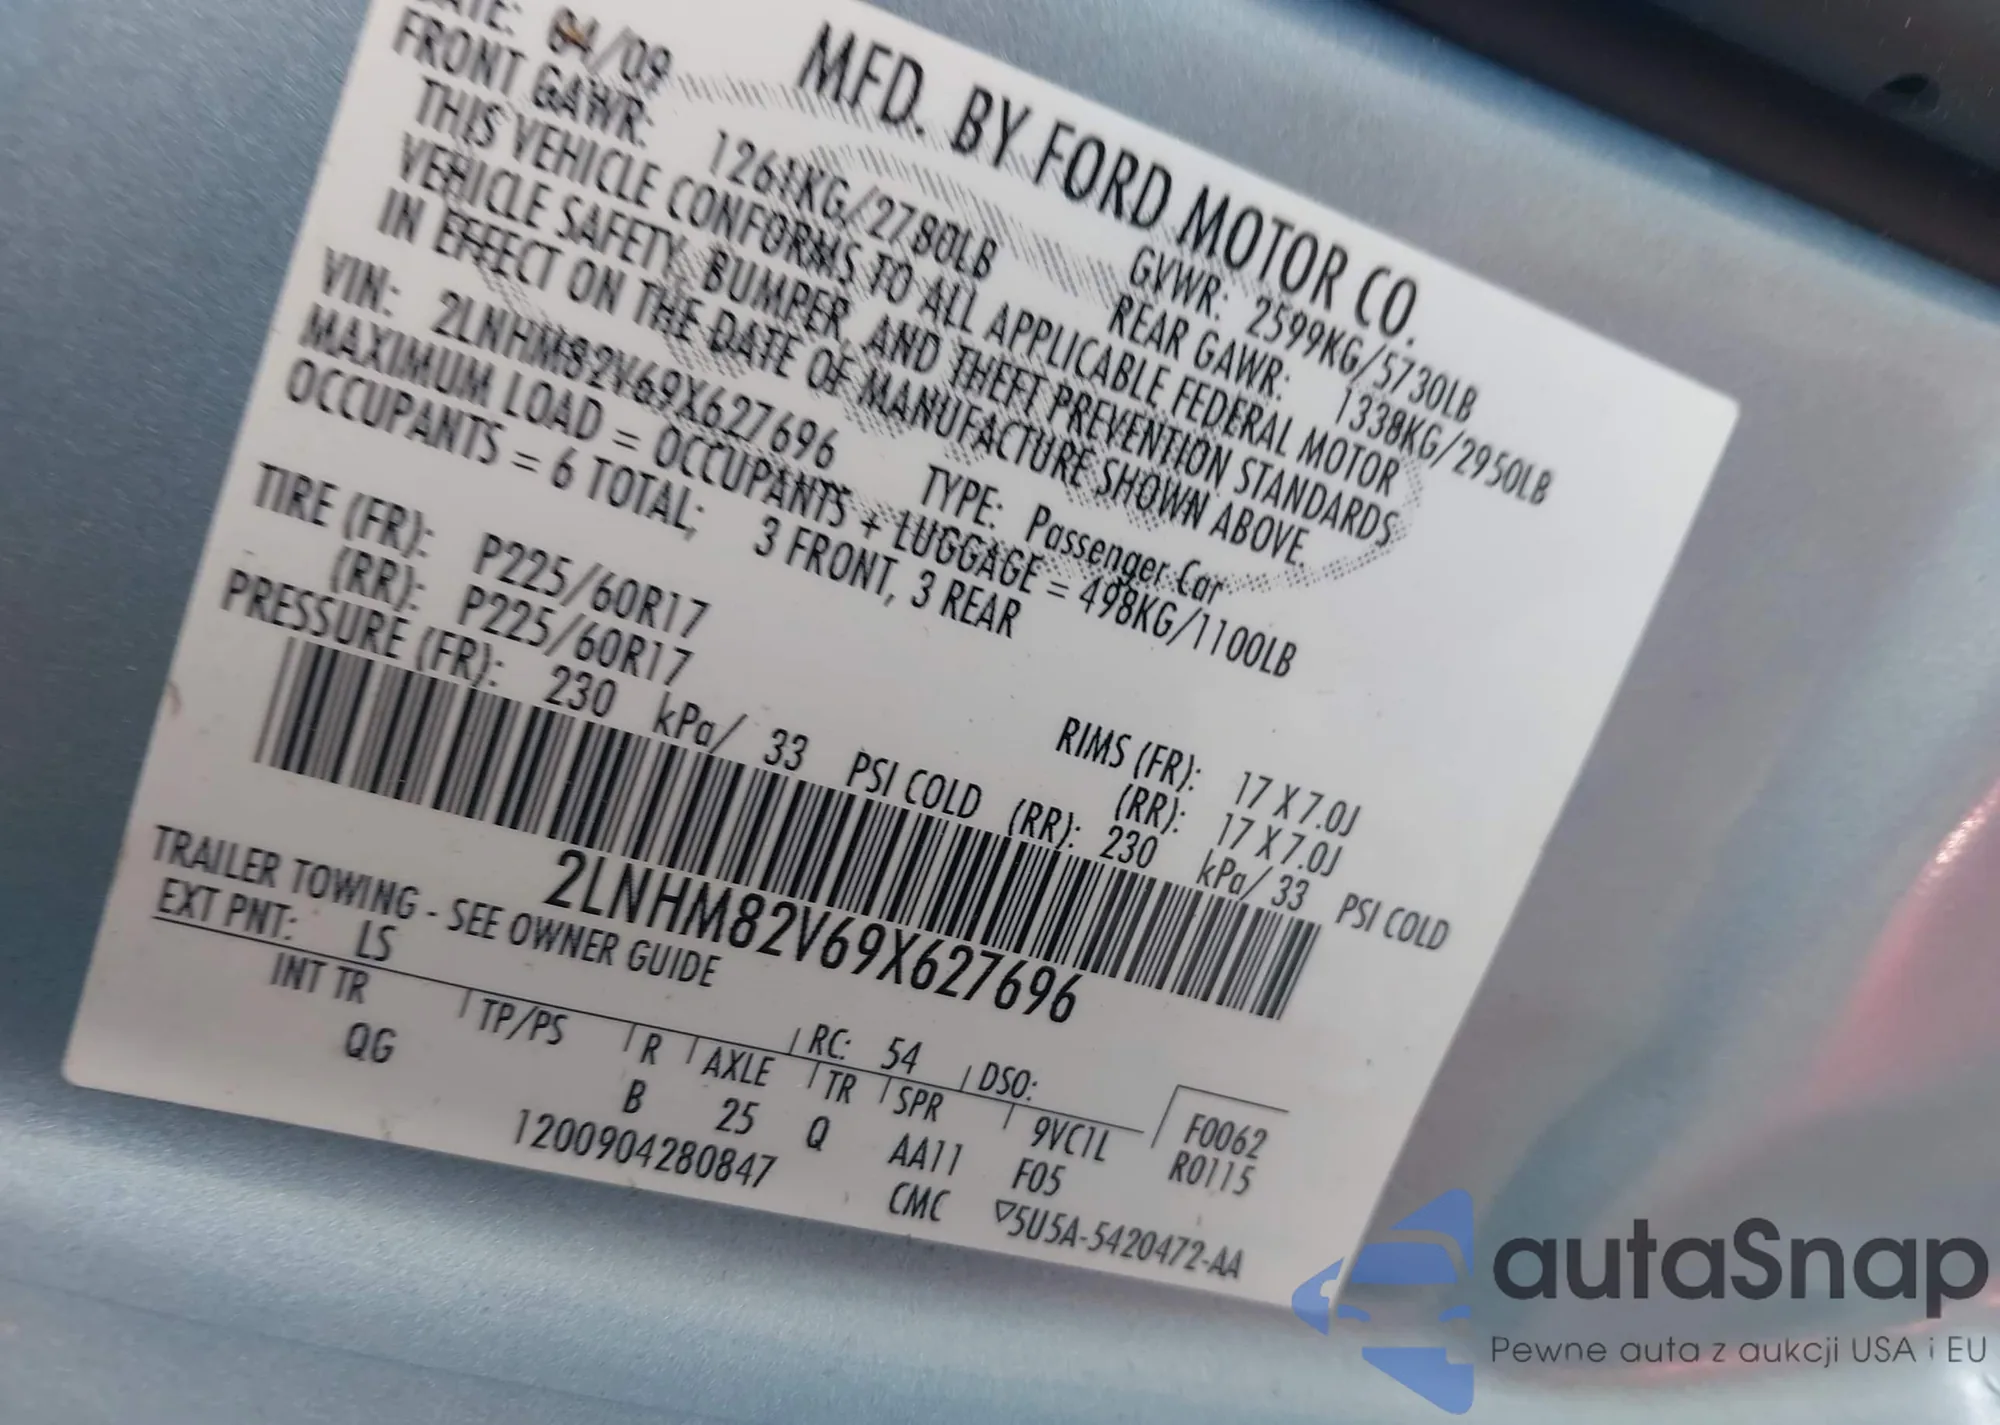 MFD. BY FORD MOTOR CO.
DATE: 04/09
GVWR: 2599KG/5730LB
FRONT GAWR: 1261KG/2780LB
REAR GAWR: 1338KG/2950LB
THIS VEHICLE CONFORMS TO ALL APPLICABLE FEDERAL MOTOR
VEHICLE SAFETY, BUMPER, AND THEFT PREVENTION STANDARDS
IN EFFECT ON THE DATE OF MANUFACTURE SHOWN ABOVE.
VIN: 2LNHM82V69X627696 TYPE: Passenger Car
MAXIMUM LOAD = OCCUPANTS + LUGGAGE = 498KG/1100LB
OCCUPANTS = 6 TOTAL; 3 FRONT, 3 REAR
TIRE (FR): P225/60R17 RIMS (FR): 17 X 7.0J
(RR): P225/60R17 (RR): 17 X 7.0J
PRESSURE (FR): 230 kPa/ 33 PSI COLD (RR): 230 kPa/ 33 PSI COLD
2LNHM82V69X627696
TRAILER TOWING - SEE OWNER GUIDE
EXT PNT: LS RC: 54 DSO:
INT TR TP/PS R AXLE TR SPR 9VC1L F0062
QG B 25 Q AA11 F05 R0115
1200904280847 CMC ▽5U5A-5420472-AA
autaSnap
Pewne auta z aukcji USA i EU